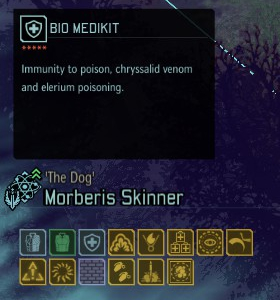 BIO MEDIKIT
Immunity to poison, chryssalid venom
and elerium poisoning.
'The Dog'
Morberis Skinner